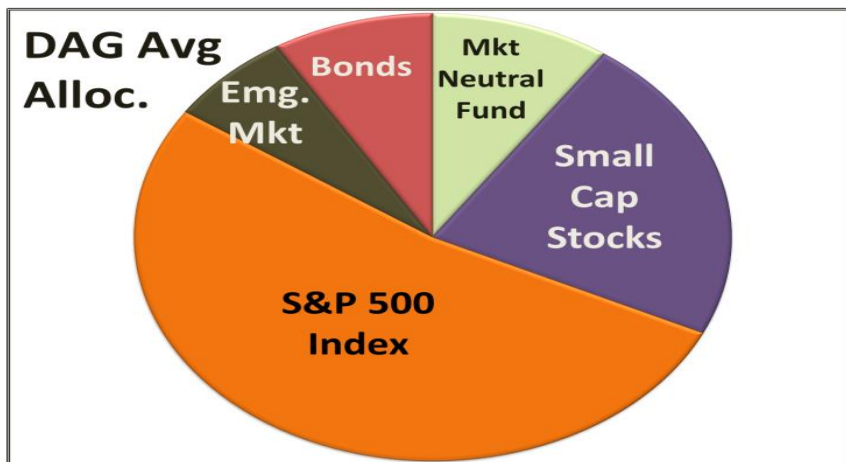 DAG Avg
Alloc.
Emg.
Mkt
Bonds
Mkt
Neutral
Fund
Small
Cap
Stocks
S&P 500
Index